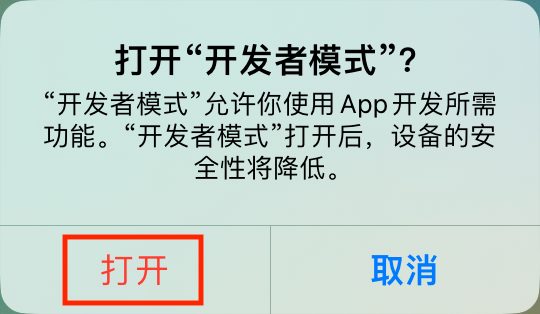 打开“开发者模式”？
“开发者模式”允许你使用 App 开发所需
功能。“开发者模式”打开后，设备的安
全性将降低。
打开
取消